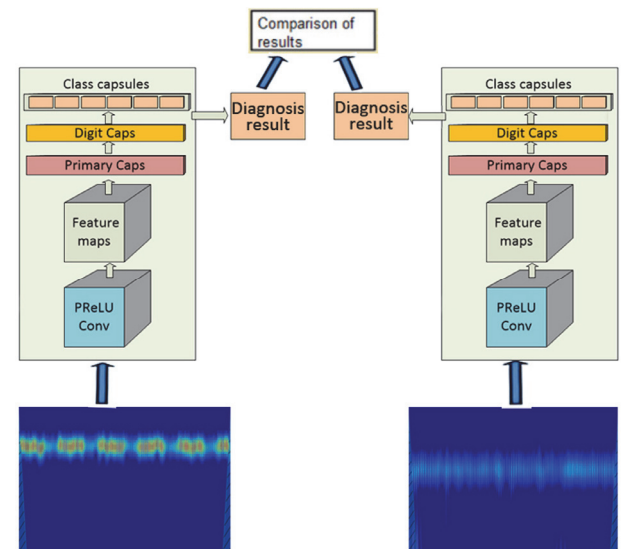 Comparison of
results
Class capsules
Digit Caps
Primary Caps
Feature
maps
PReLU
Conv
Diagnosis
result
Diagnosis
result
Class capsules
Digit Caps
Primary Caps
Feature
maps
PReLU
Conv